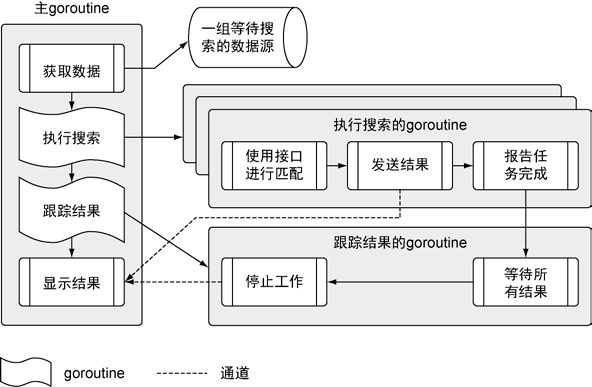 主goroutine
获取数据
一组等待搜
索的数据源
执行搜索
执行搜索的goroutine
使用接口
进行匹配
发送结果
报告任
务完成
跟踪结果
跟踪结果的goroutine
显示结果
停止工作
等待所
有结果
goroutine
通道